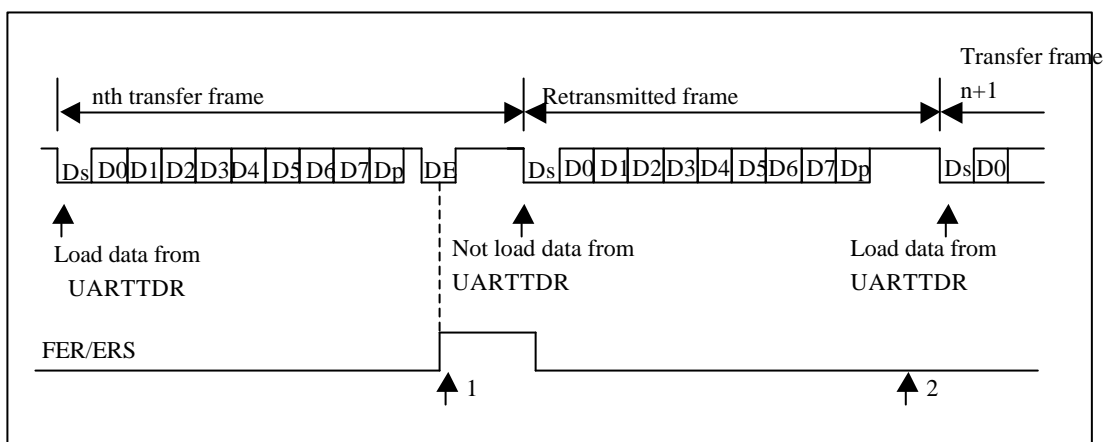 Transfer frame
nth transfer frame
Retransmitted frame
n+1
Ds D0 D1 D2 D3 D4 D5 D6 D7 Dp DE Ds D0 D1 D2 D3 D4 D5 D6 D7 Dp Ds D0
Load data from
UARTTDR
Not load data from
UARTTDR
Load data from
UARTTDR
FER/ERS
1
2